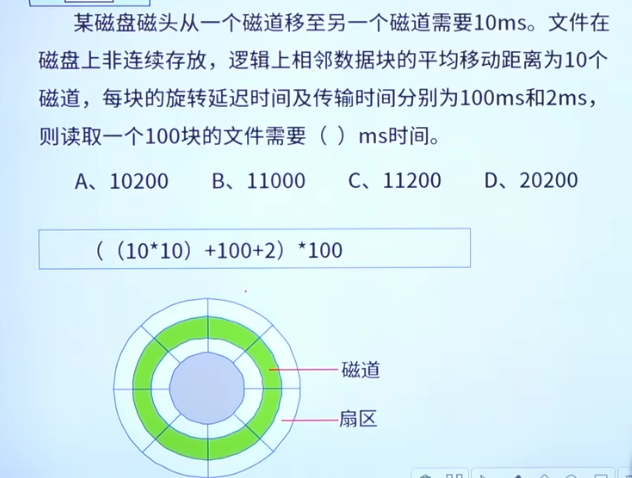 某磁盘磁头从一个磁道移至另一个磁道需要10ms。文件在
磁盘上非连续存放，逻辑上相邻数据块的平均移动距离为10个
磁道，每块的旋转延迟时间及传输时间分别为100ms和2ms，
则读取一个100块的文件需要（ ）ms时间。
A、10200 B、11000 C、11200 D、20200
（（10*10）+100+2）*100
磁道
扇区